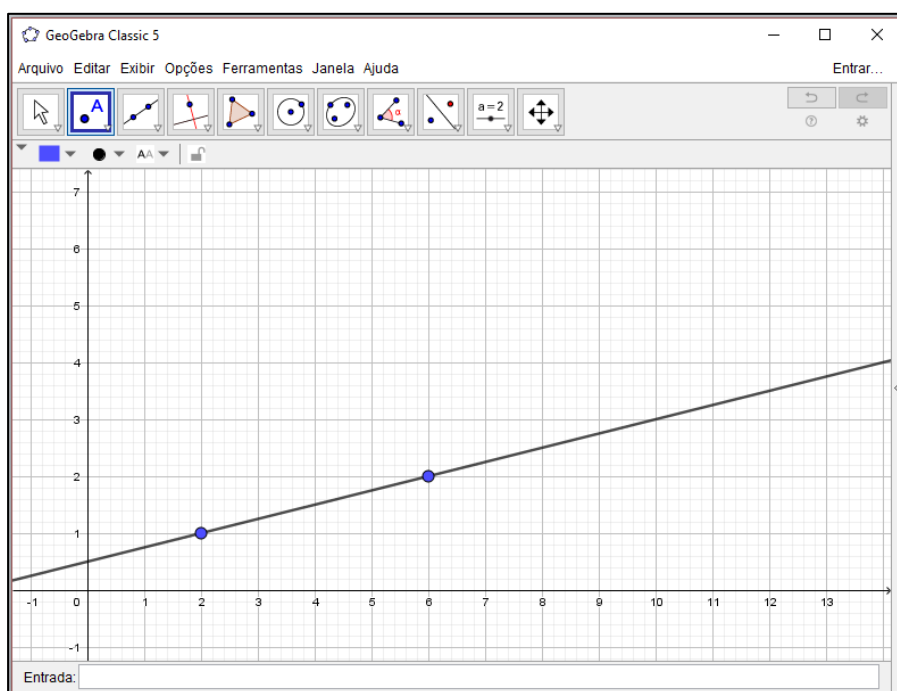 GeoGebra Classic 5
Arquivo Editar Exibir Opções Ferramentas Janela Ajuda Entrar...
A α a=2
AA
7
6
5
4
3
2
1
-1 0 1 2 3 4 5 6 7 8 9 10 11 12 13
-1
Entrada: